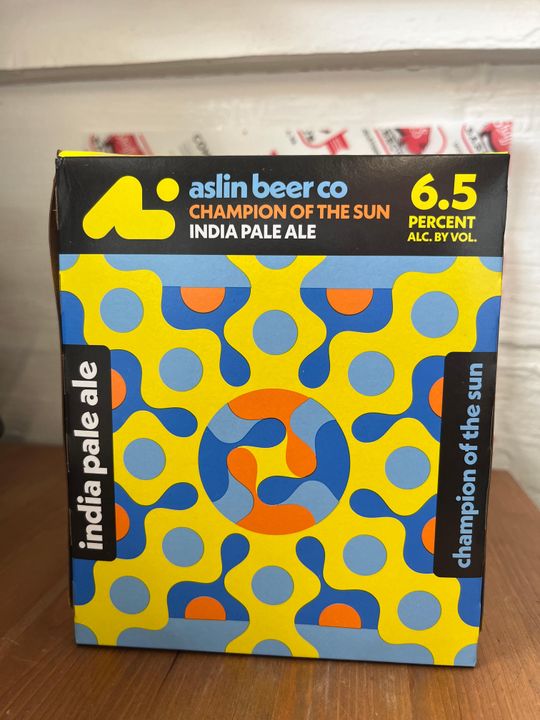 aslin beer co
CHAMPION OF THE SUN
INDIA PALE ALE
6.5
PERCENT
ALC. BY VOL.
india pale ale
champion of the sun